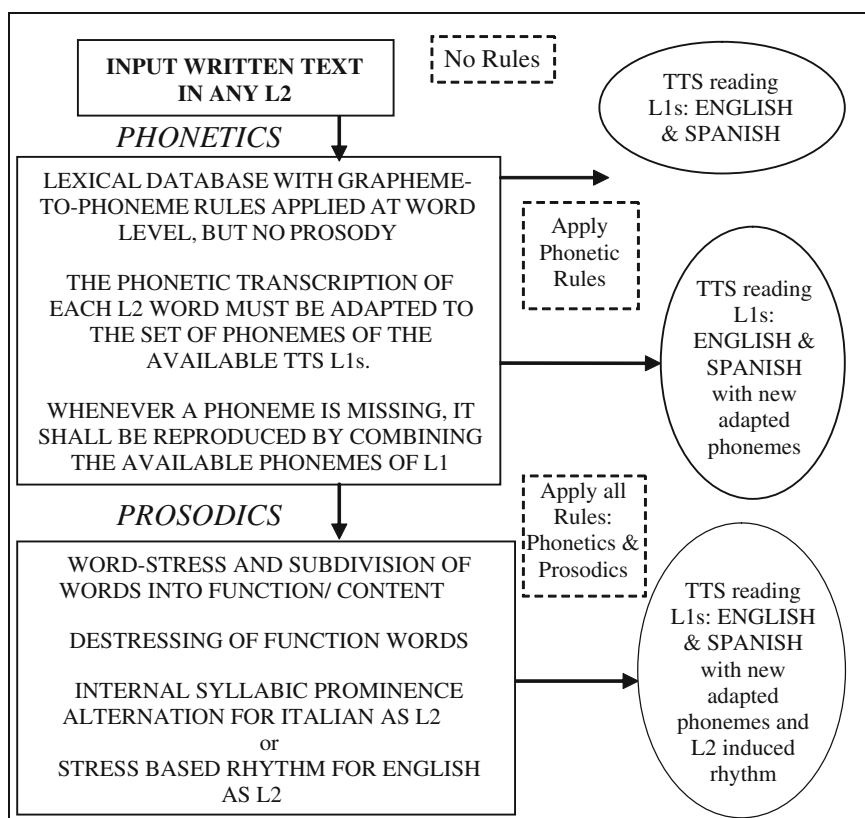 INPUT WRITTEN TEXT
IN ANY L2
No Rules
TTS reading
L1s: ENGLISH
& SPANISH
PHONETICS
LEXICAL DATABASE WITH GRAPHEME-
TO-PHONEME RULES APPLIED AT WORD
LEVEL, BUT NO PROSODY
THE PHONETIC TRANSCRIPTION OF
EACH L2 WORD MUST BE ADAPTED TO
THE SET OF PHONEMES OF THE
AVAILABLE TTS L1s.
WHENEVER A PHONEME IS MISSING, IT
SHALL BE REPRODUCED BY COMBINING
THE AVAILABLE PHONEMES OF L1
Apply
Phonetic
Rules
TTS reading
L1s:
ENGLISH &
SPANISH
with new
adapted
phonemes
PROSODICS
Apply all
Rules:
Phonetics &
Prosodics
WORD-STRESS AND SUBDIVISION OF
WORDS INTO FUNCTION/ CONTENT
DESTRESSING OF FUNCTION WORDS
INTERNAL SYLLABIC PROMINENCE
ALTERNATION FOR ITALIAN AS L2
or
STRESS BASED RHYTHM FOR ENGLISH
AS L2
TTS reading
L1s: ENGLISH
& SPANISH
with new
adapted
phonemes and
L2 induced
rhythm